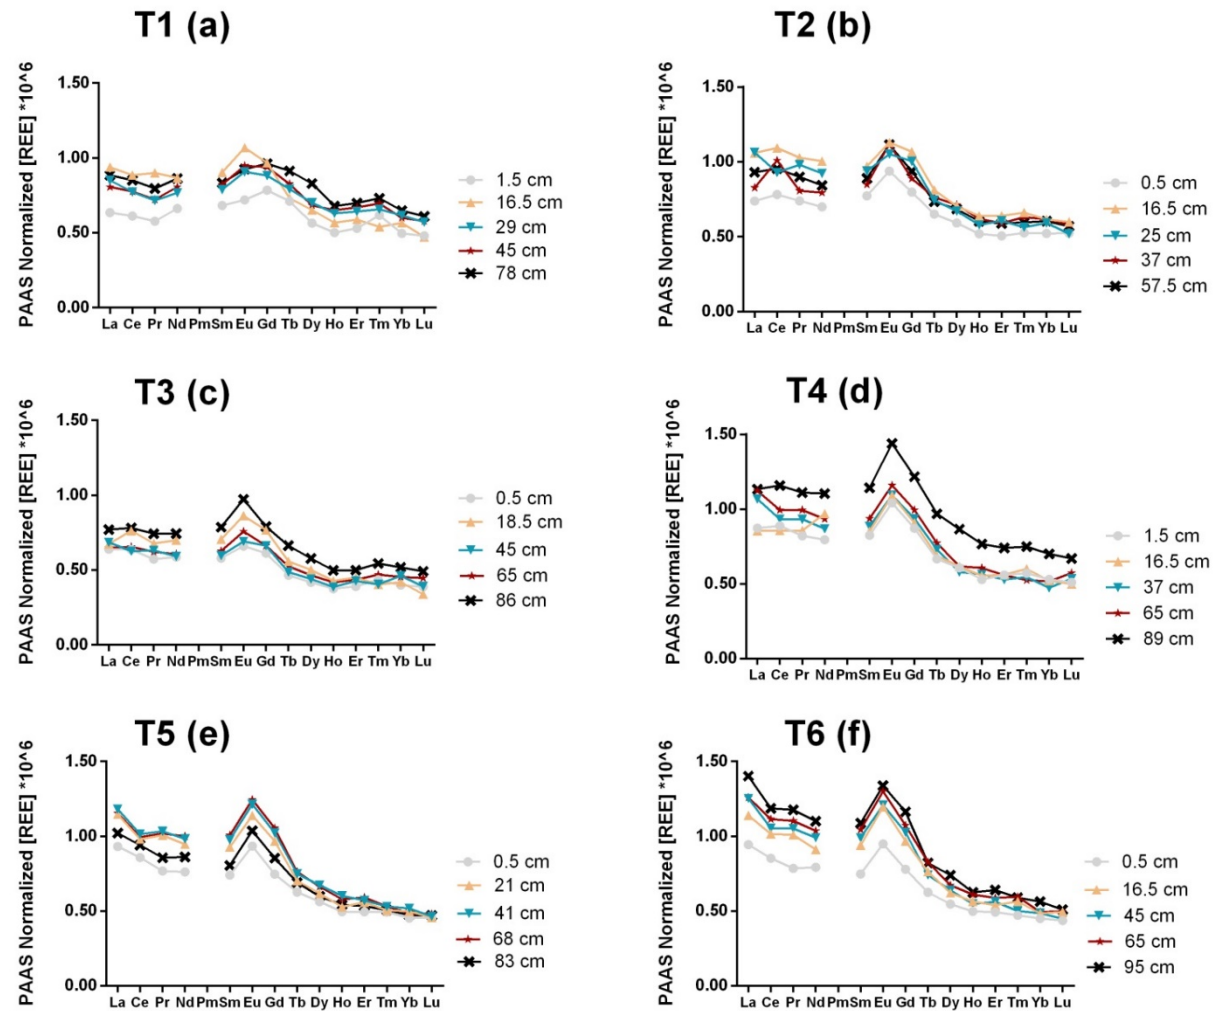 T1 (a)
PAAS Normalized [REE] *10^6
1.50
1.00
0.50
0.00
La Ce Pr Nd Pm Sm Eu Gd Tb Dy Ho Er Tm Yb Lu
1.5 cm
16.5 cm
29 cm
45 cm
78 cm
T2 (b)
PAAS Normalized [REE] *10^6
1.50
1.00
0.50
0.00
La Ce Pr Nd Pm Sm Eu Gd Tb Dy Ho Er Tm Yb Lu
0.5 cm
16.5 cm
25 cm
37 cm
57.5 cm
T3 (c)
PAAS Normalized [REE] *10^6
1.50
1.00
0.50
0.00
La Ce Pr Nd Pm Sm Eu Gd Tb Dy Ho Er Tm Yb Lu
0.5 cm
18.5 cm
45 cm
65 cm
86 cm
T4 (d)
PAAS Normalized [REE] *10^6
1.50
1.00
0.50
0.00
La Ce Pr Nd Pm Sm Eu Gd Tb Dy Ho Er Tm Yb Lu
1.5 cm
16.5 cm
37 cm
65 cm
89 cm
T5 (e)
PAAS Normalized [REE] *10^6
1.50
1.00
0.50
0.00
La Ce Pr Nd Pm Sm Eu Gd Tb Dy Ho Er Tm Yb Lu
0.5 cm
21 cm
41 cm
68 cm
83 cm
T6 (f)
PAAS Normalized [REE] *10^6
1.50
1.00
0.50
0.00
La Ce Pr Nd Pm Sm Eu Gd Tb Dy Ho Er Tm Yb Lu
0.5 cm
16.5 cm
45 cm
65 cm
95 cm